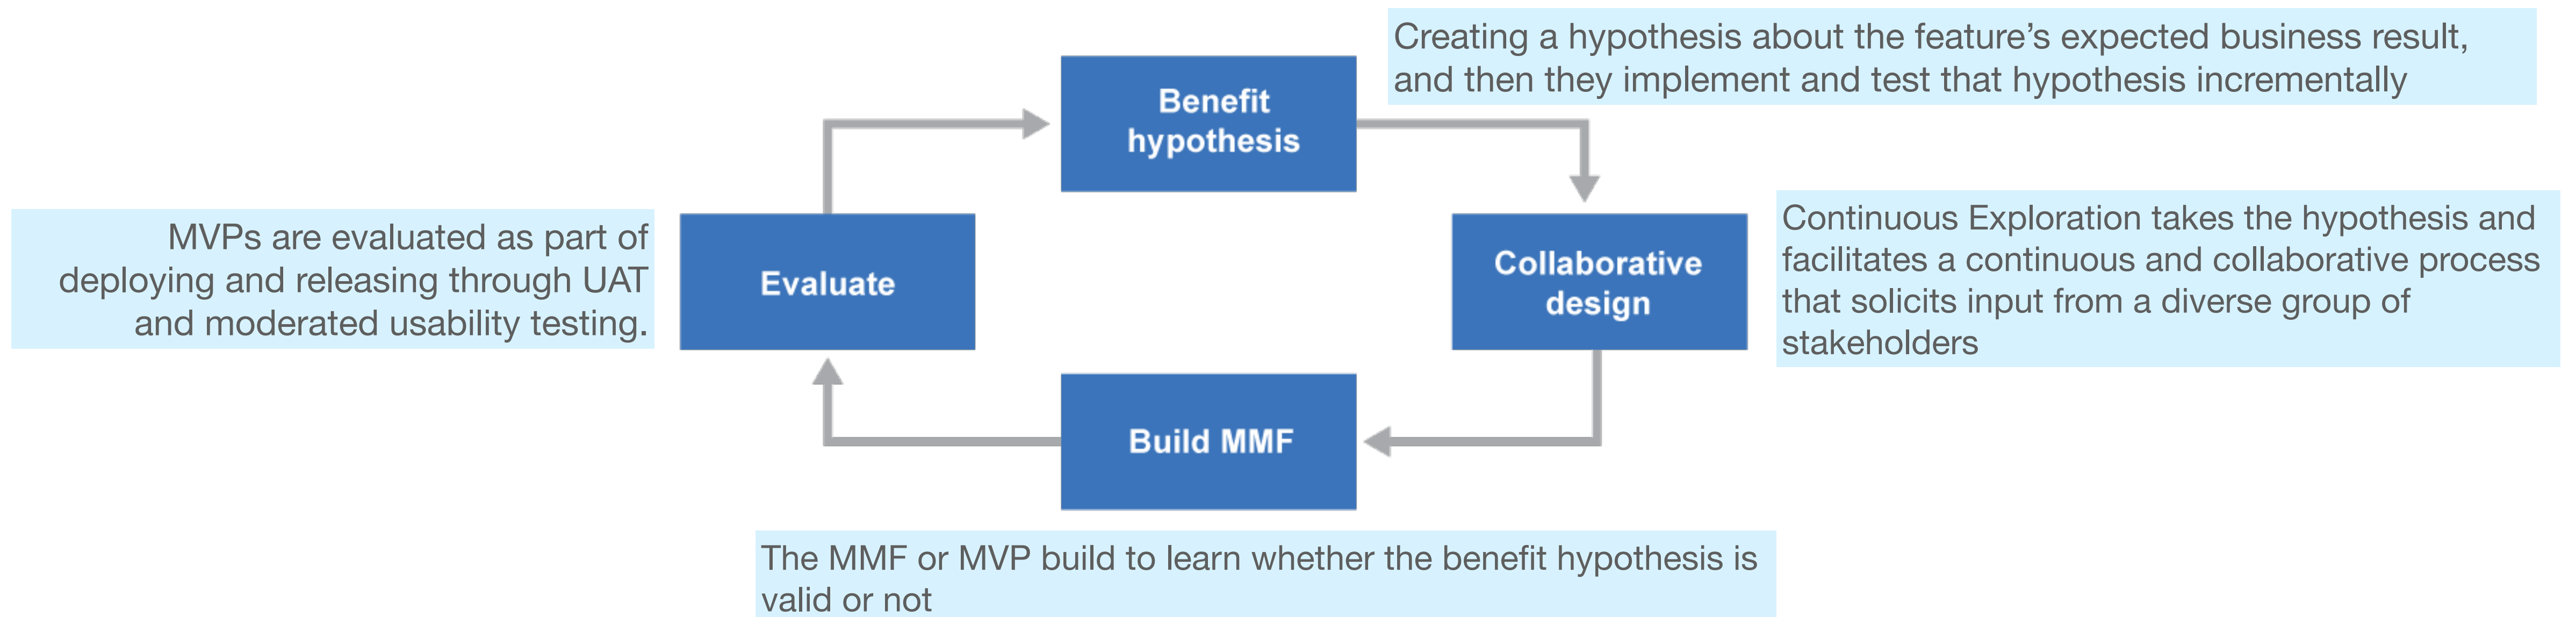 Creating a hypothesis about the feature’s expected business result,
and then they implement and test that hypothesis incrementally
Benefit
hypothesis
Continuous Exploration takes the hypothesis and
facilitates a continuous and collaborative process
that solicits input from a diverse group of
stakeholders
Collaborative
design
MVPs are evaluated as part of
deploying and releasing through UAT
and moderated usability testing.
Evaluate
Build MMF
The MMF or MVP build to learn whether the benefit hypothesis is
valid or not